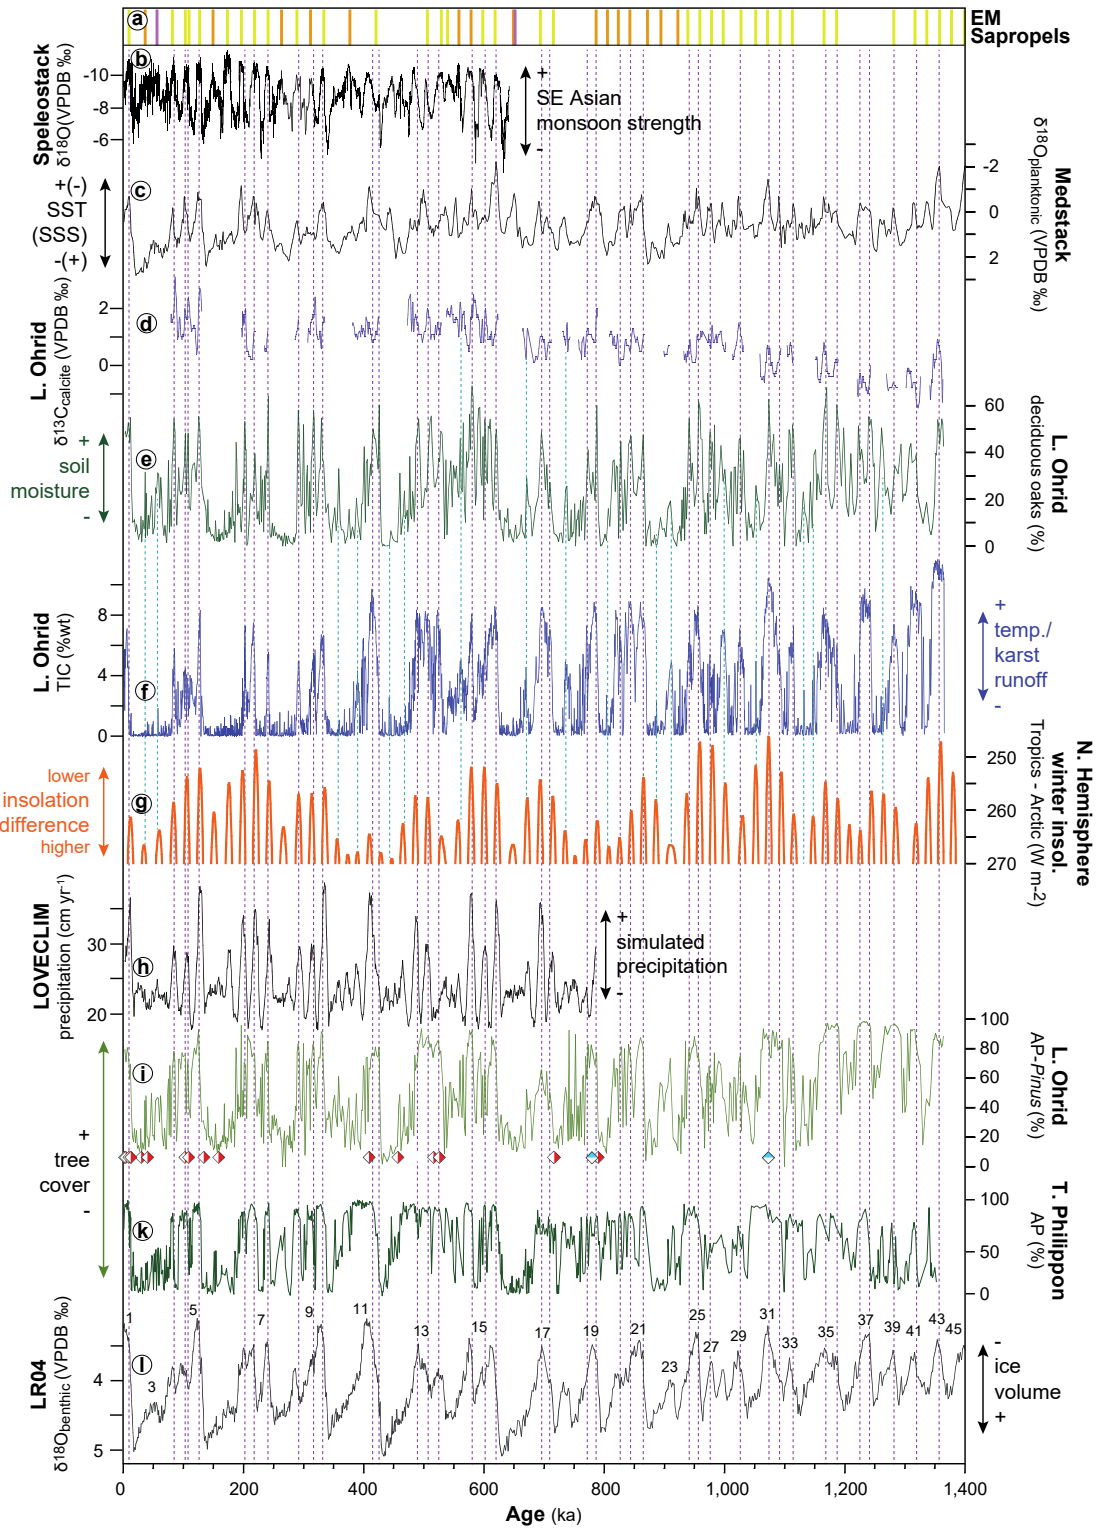 a
EM
Sapropels
b
Speleostack
δ18O(VPDB ‰)
-10
-8
-6
+
SE Asian
monsoon strength
-
c
+(-)
SST
(SSS)
-(+)
-2
0
2
Medstack
δ18Oplanktonic (VPDB ‰)
d
L. Ohrid
δ13Ccalcite (VPDB ‰)
2
0
e
+
soil
moisture
-
60
40
20
0
L. Ohrid
deciduous oaks (%)
f
L. Ohrid
TIC (%wt)
8
4
0
+
temp./
karst
runoff
-
g
lower
insolation
difference
higher
250
260
270
N. Hemisphere
winter insol.
Tropics - Arctic (W m-2)
h
LOVECLIM
precipitation (cm yr-1)
30
20
+
simulated
precipitation
-
i
100
80
60
40
20
0
L. Ohrid
AP-Pinus (%)
+
tree
cover
-
k
100
50
0
T. Philippon
AP (%)
l
LR04
δ18Obenthic (VPDB ‰)
4
5
1
3
5
7
9
11
13
15
17
19
21
23
25
27
29
31
33
35
37
39
41
43
45
-
ice
volume
+
0
200
400
600
800
1,000
1,200
1,400
Age (ka)